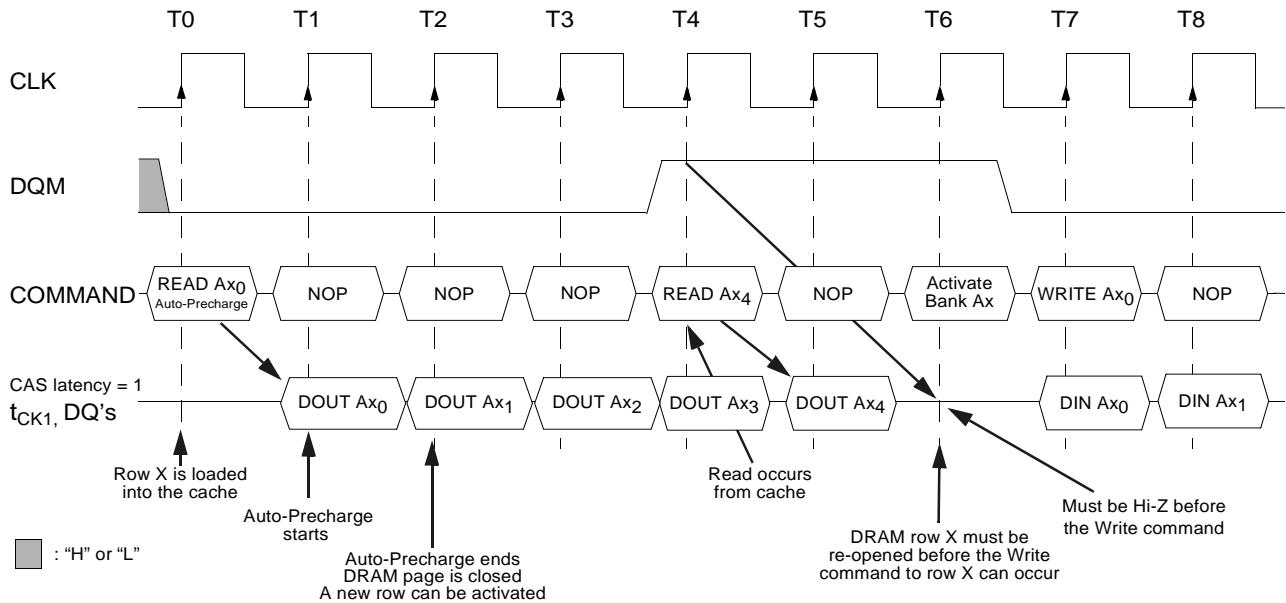 T0 T1 T2 T3 T4 T5 T6 T7 T8
CLK
DQM
COMMAND
READ Ax0
Auto-Precharge
NOP
NOP
NOP
READ Ax4
NOP
Activate
Bank Ax
WRITE Ax0
NOP
CAS latency = 1
tCK1, DQ's
DOUT Ax0
DOUT Ax1
DOUT Ax2
DOUT Ax3
DOUT Ax4
DIN Ax0
DIN Ax1
Row X is loaded
into the cache
Auto-Precharge
starts
Auto-Precharge ends
DRAM page is closed
A new row can be activated
Read occurs
from cache
DRAM row X must be
re-opened before the Write
command to row X can occur
Must be Hi-Z before
the Write command
: “H” or “L”